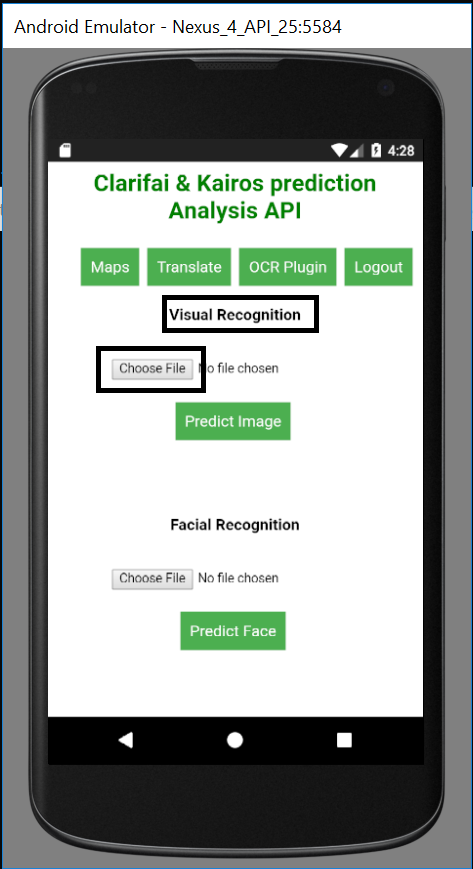 Android Emulator - Nexus_4_API_25:5584
4:28
Clarifai & Kairos prediction
Analysis API
Maps Translate OCR Plugin Logout
Visual Recognition
Choose File No file chosen
Predict Image
Facial Recognition
Choose File No file chosen
Predict Face